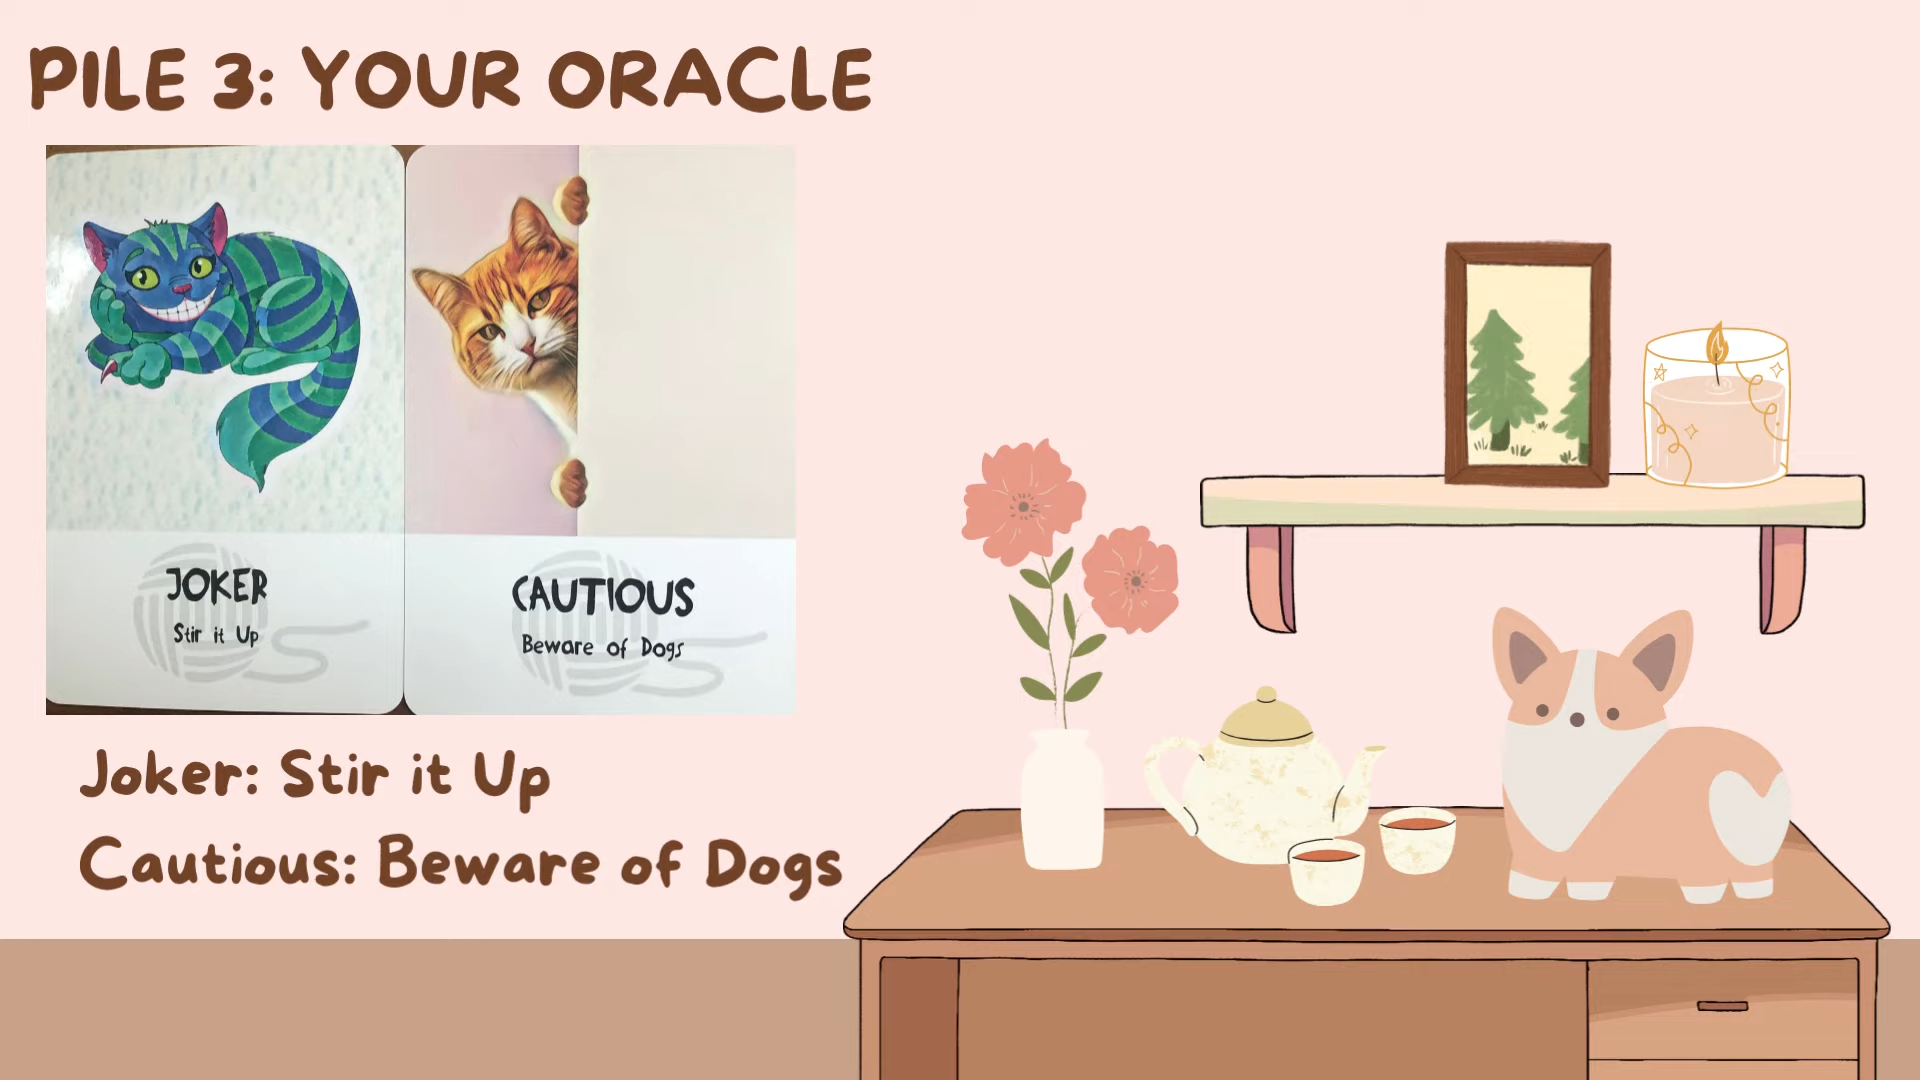 PILE 3: YOUR ORACLE
JOKER
Stir it Up
CAUTIOUS
Beware of Dogs
Joker: Stir it Up
Cautious: Beware of Dogs